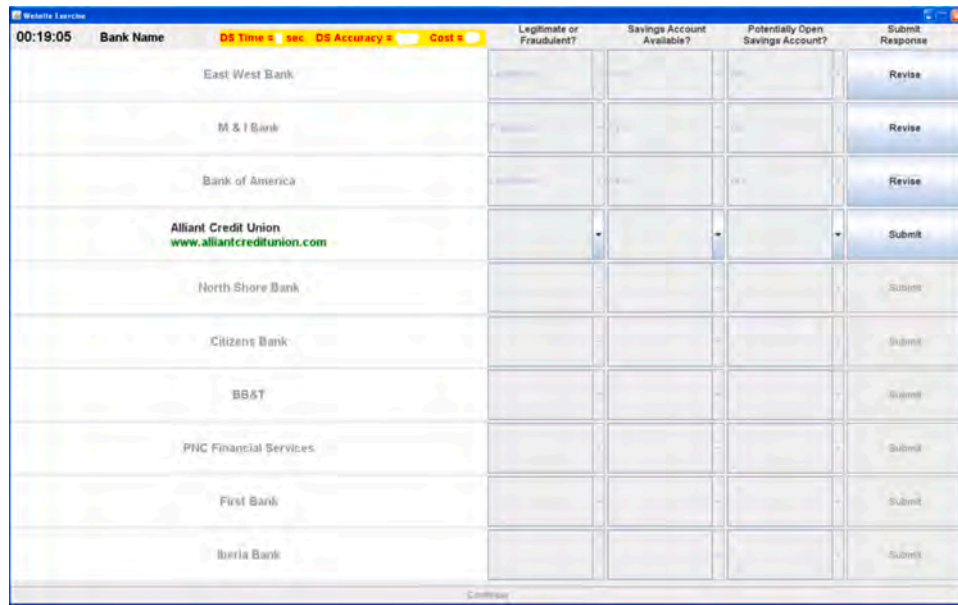 Website Exercise
00:19:05 Bank Name DS Time = sec DS Accuracy = Cost = Legitimate or Fraudulent? Savings Account Available? Potentially Open Savings Account? Submit Response
East West Bank Revise
M & I Bank Revise
Bank of America Revise
Alliant Credit Union
www.alliantcreditunion.com Submit
North Shore Bank Submit
Citizens Bank Submit
BB&T Submit
PNC Financial Services Submit
First Bank Submit
Iberia Bank Submit
Continue